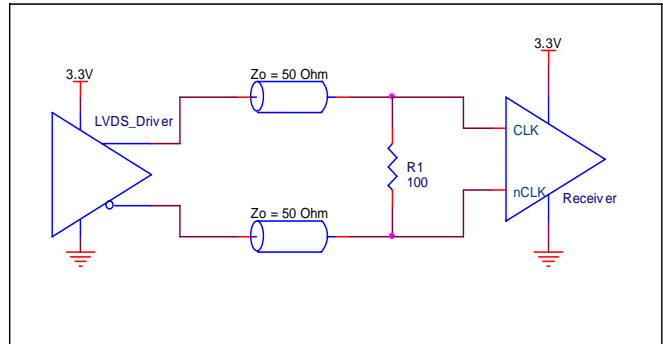 Zo = 50 Ohm
3.3V
LVDS_Driver
3.3V
CLK
R1
100
nCLK
Receiver
Zo = 50 Ohm